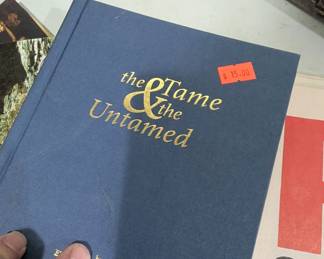 the Tame
&
the
Untamed
$ 15.00